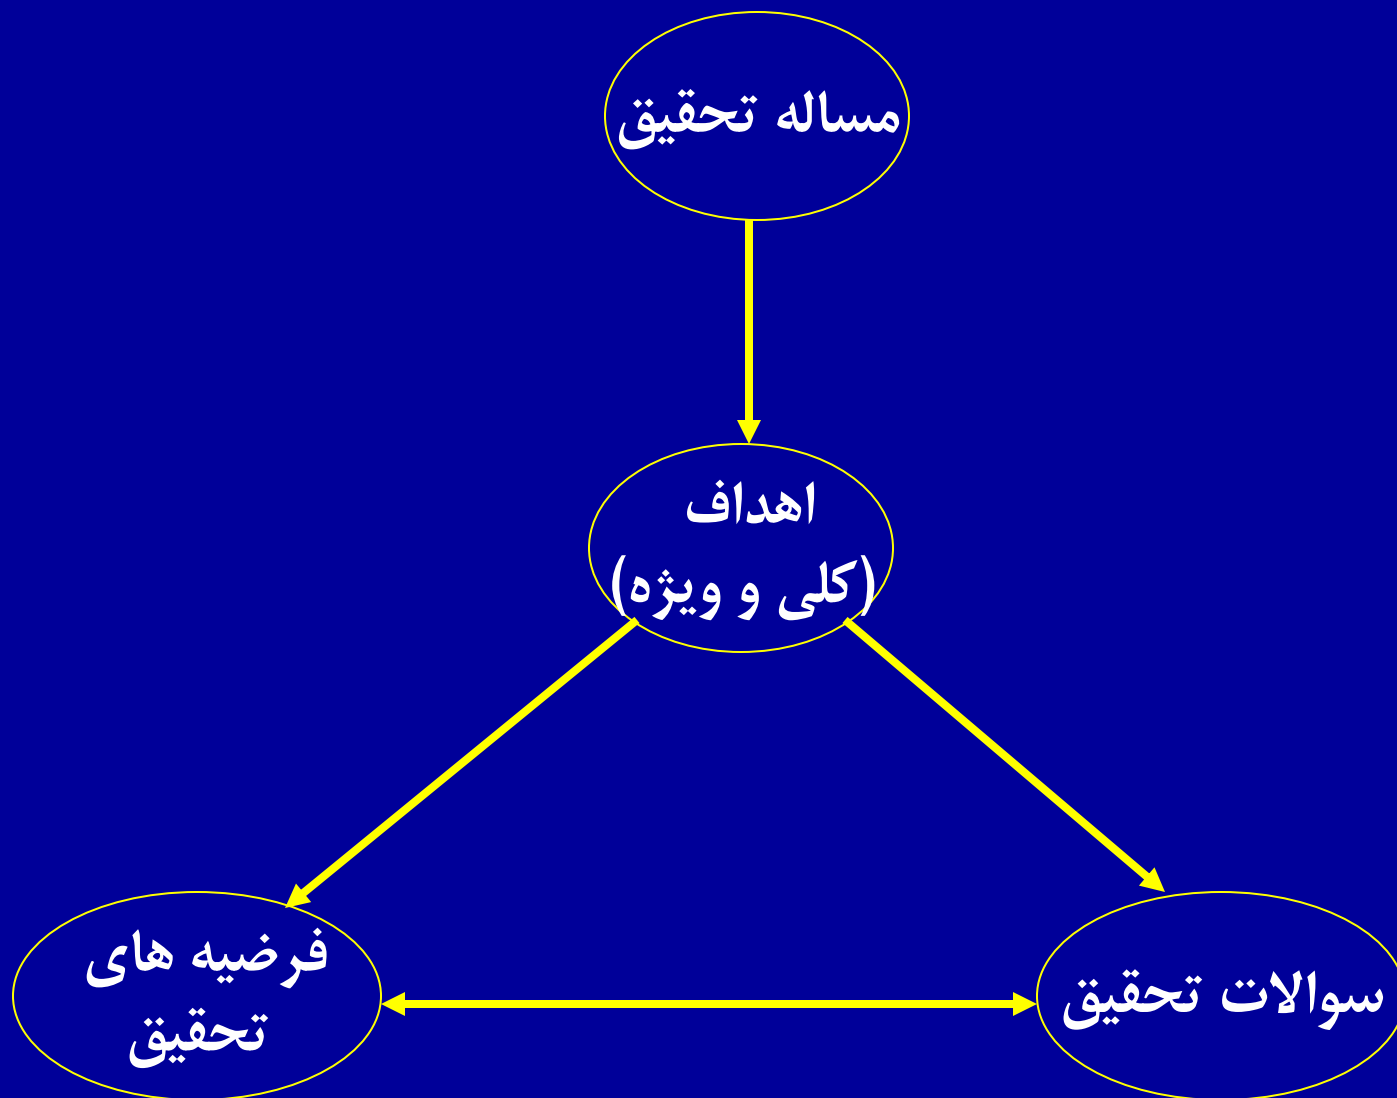 مساله تحقیق
اهداف
(کلی و ویژه)
سوالات تحقیق
فرضیه های
تحقیق